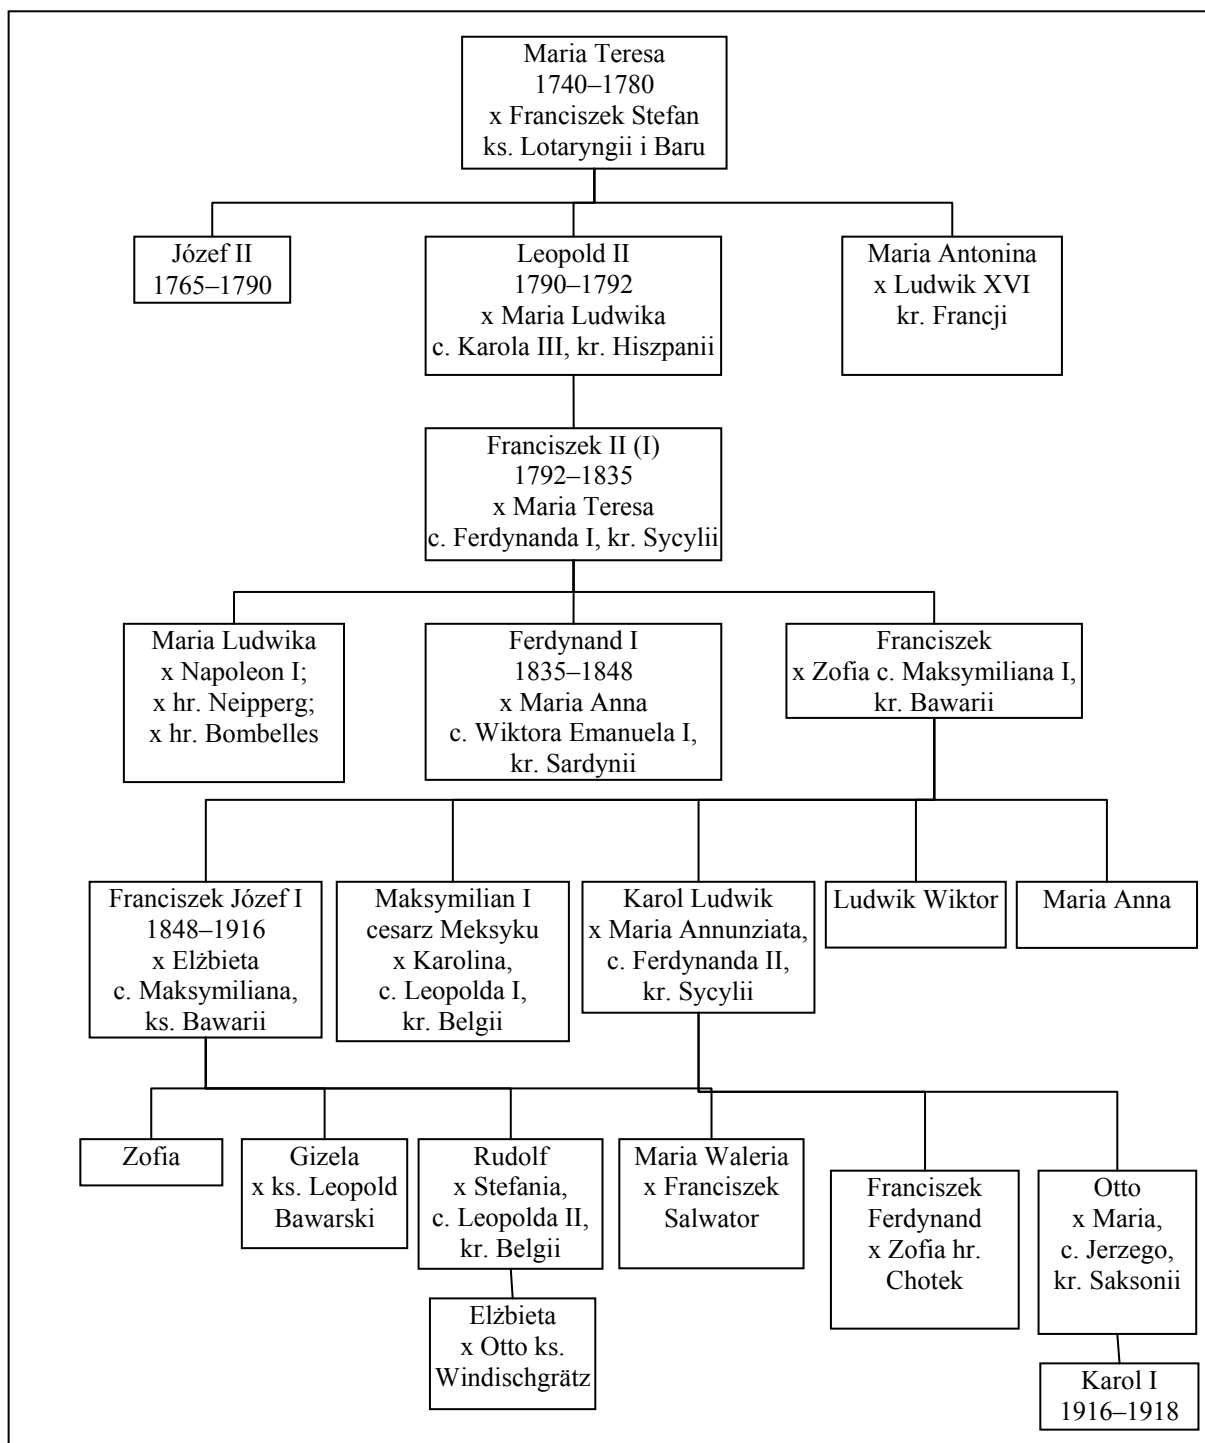 Maria Teresa
1740–1780
x Franciszek Stefan
ks. Lotaryngii i Baru
Józef II
1765–1790
Leopold II
1790–1792
x Maria Ludwika
c. Karola III, kr. Hiszpanii
Maria Antonina
x Ludwik XVI
kr. Francji
Franciszek II (I)
1792–1835
x Maria Teresa
c. Ferdynanda I, kr. Sycylii
Maria Ludwika
x Napoleon I;
x hr. Neipperg;
x hr. Bombelles
Ferdynand I
1835–1848
x Maria Anna
c. Wiktora Emanuela I,
kr. Sardynii
Franciszek
x Zofia c. Maksymiliana I,
kr. Bawarii
Franciszek Józef I
1848–1916
x Elżbieta
c. Maksymiliana,
ks. Bawarii
Maksymilian I
cesarz Meksyku
x Karolina,
c. Leopolda I,
kr. Belgii
Karol Ludwik
x Maria Annunziata,
c. Ferdynanda II,
kr. Sycylii
Ludwik Wiktor
Maria Anna
Zofia
Gizela
x ks. Leopold
Bawarski
Rudolf
x Stefania,
c. Leopolda II,
kr. Belgii
Maria Waleria
x Franciszek
Salwator
Franciszek
Ferdynand
x Zofia hr.
Chotek
Otto
x Maria,
c. Jerzego,
kr. Saksonii
Elżbieta
x Otto ks.
Windischgrätz
Karol I
1916–1918